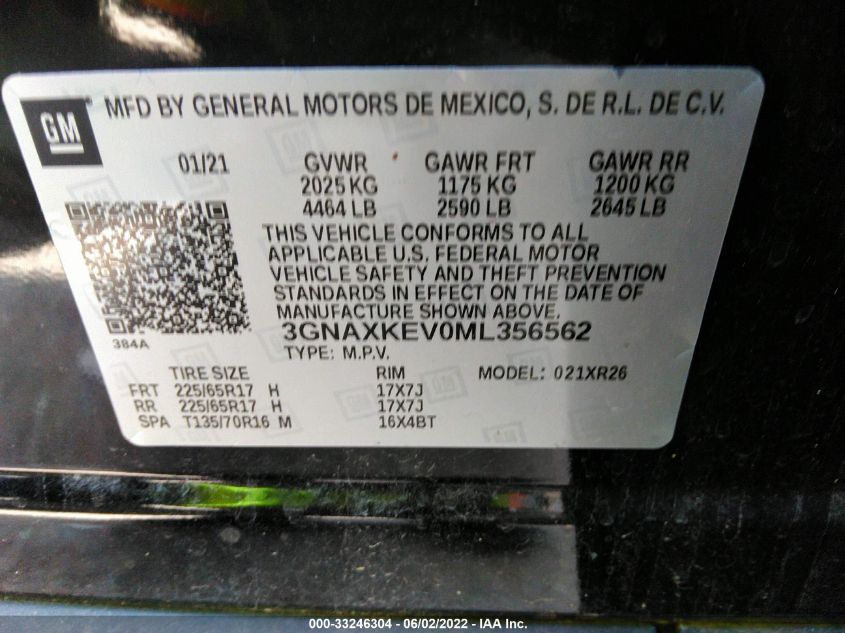 GM
MFD BY GENERAL MOTORS DE MEXICO, S. DE R.L. DE C.V.
01/21 GVWR GAWR FRT GAWR RR
2025 KG 1175 KG 1200 KG
4464 LB 2590 LB 2645 LB
THIS VEHICLE CONFORMS TO ALL
APPLICABLE U.S. FEDERAL MOTOR
VEHICLE SAFETY AND THEFT PREVENTION
STANDARDS IN EFFECT ON THE DATE OF
MANUFACTURE SHOWN ABOVE.
3GNAXKEV0ML356562
384A
TYPE: M.P.V.
TIRE SIZE RIM MODEL: 021XR26
FRT 225/65R17 H 17X7J
RR 225/65R17 H 17X7J
SPA T135/70R16 M 16X4BT
000-33246304 - 06/02/2022 - IAA Inc.